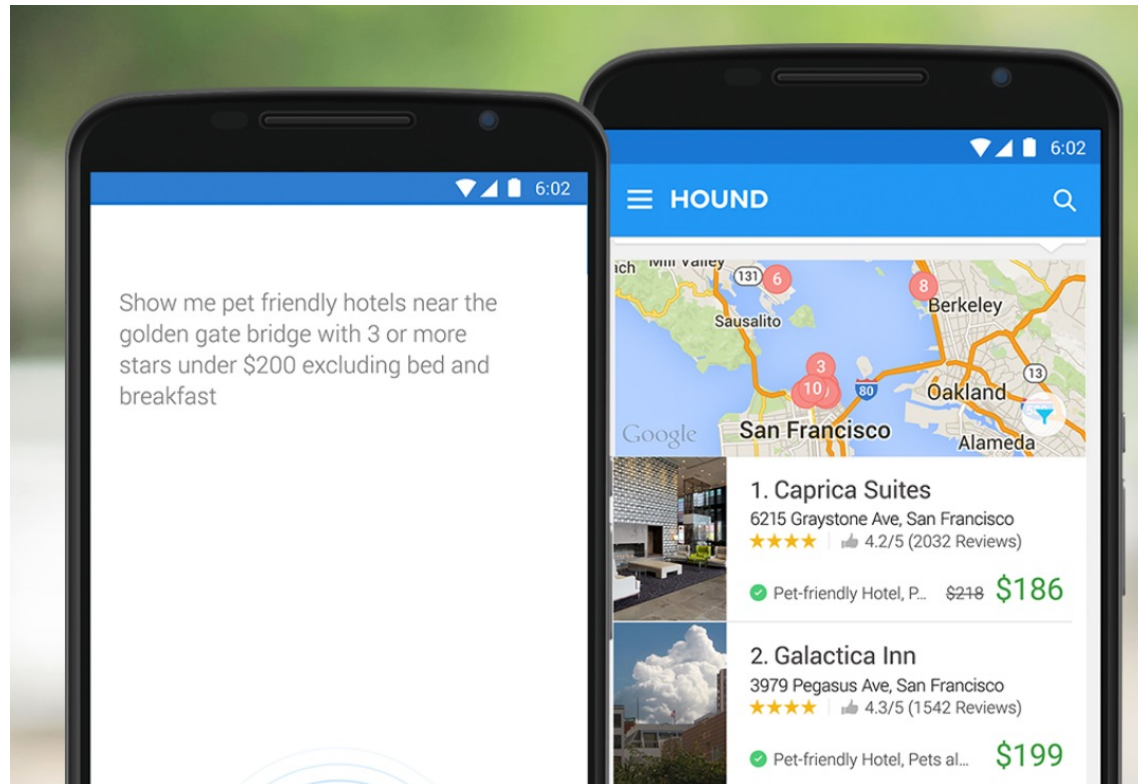 6:02
Show me pet friendly hotels near the
golden gate bridge with 3 or more
stars under $200 excluding bed and
breakfast
6:02
HOUND
Mill Valley
131
6
8
Berkeley
Sausalito
3
13
10
80
Oakland
Google
San Francisco
Alameda
1. Caprica Suites
6215 Graystone Ave, San Francisco
4.2/5 (2032 Reviews)
Pet-friendly Hotel, P... $218 $186
2. Galactica Inn
3979 Pegasus Ave, San Francisco
4.3/5 (1542 Reviews)
Pet-friendly Hotel, Pets al... $199